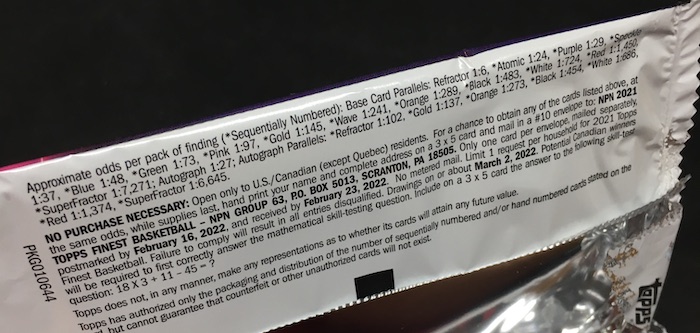 Approximate odds per pack of finding (*Sequentially Numbered): Base Card Parallels: Refractor 1:6, *Atomic 1:24, *Purple 1:29, *Speckle
1:37, *Blue 1:48, *Green 1:73, *Pink 1:97, *Gold 1:145, *Wave 1:241, *Orange 1:289, *Black 1:483, *White 1:724, *Red 1:1,450,
*SuperFractor 1:7,271; Autograph 1:27; Autograph Parallels: *Refractor 1:102, *Gold 1:137, *Orange 1:273, *Black 1:454, *White 1:686,
*Red 1:1,374, *SuperFractor 1:6,645.
NO PURCHASE NECESSARY: Open only to U.S./Canadian (except Quebec) residents. For a chance to obtain any of the cards listed above, at
the same odds, while supplies last, hand print your name and complete address on a 3 x 5 card and mail in a #10 envelope to: NPN 2021
TOPPS FINEST BASKETBALL – NPN GROUP 63, P.O. BOX 5013, SCRANTON, PA 18505. Only one card per envelope, mailed separately,
postmarked by February 16, 2022, and received by February 23, 2022. No metered mail. Limit 1 request per household for 2021 Topps
Finest Basketball. Failure to comply will result in all entries disqualified. Drawings on or about March 2, 2022. Potential Canadian winners
will be required to first correctly answer the mathematical skill-testing question. Include on a 3 x 5 card the answer to the following skill-test
question: 18 X 3 + 11 - 45 = ?
Topps does not, in any manner, make any representations as to whether its cards will attain any future value.
Topps has authorized only the packaging and distribution of the number of sequentially numbered and/or hand numbered cards stated on the
but cannot guarantee that counterfeit or other unauthorized cards will not exist.
PKG010644
topps